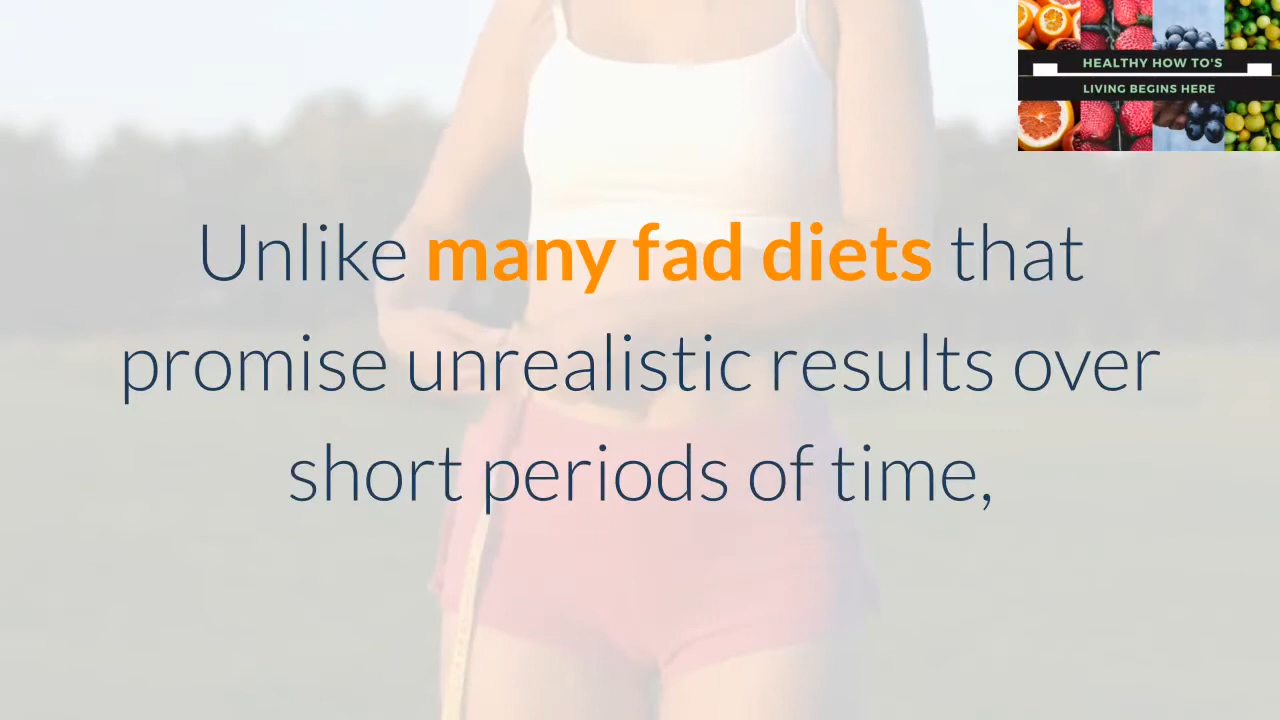 HEALTHY HOW TO'S
LIVING BEGINS HERE
Unlike many fad diets that
promise unrealistic results over
short periods of time,